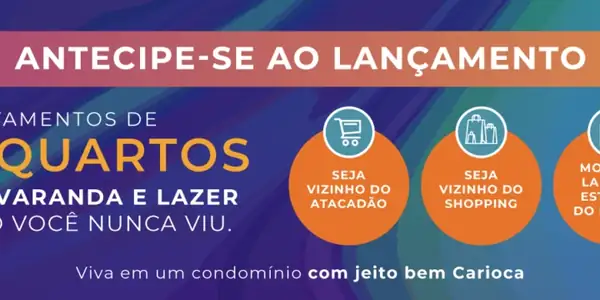 ANTECIPE-SE AO LANÇAMENTO
DE
QUARTOS
VARANDA E LAZER
VOCÊ NUNCA VIU.
SEJA
VIZINHO DO
ATACADÃO
SEJA
VIZINHO DO
SHOPPING
DO
Viva em um condomínio com jeito bem Carioca